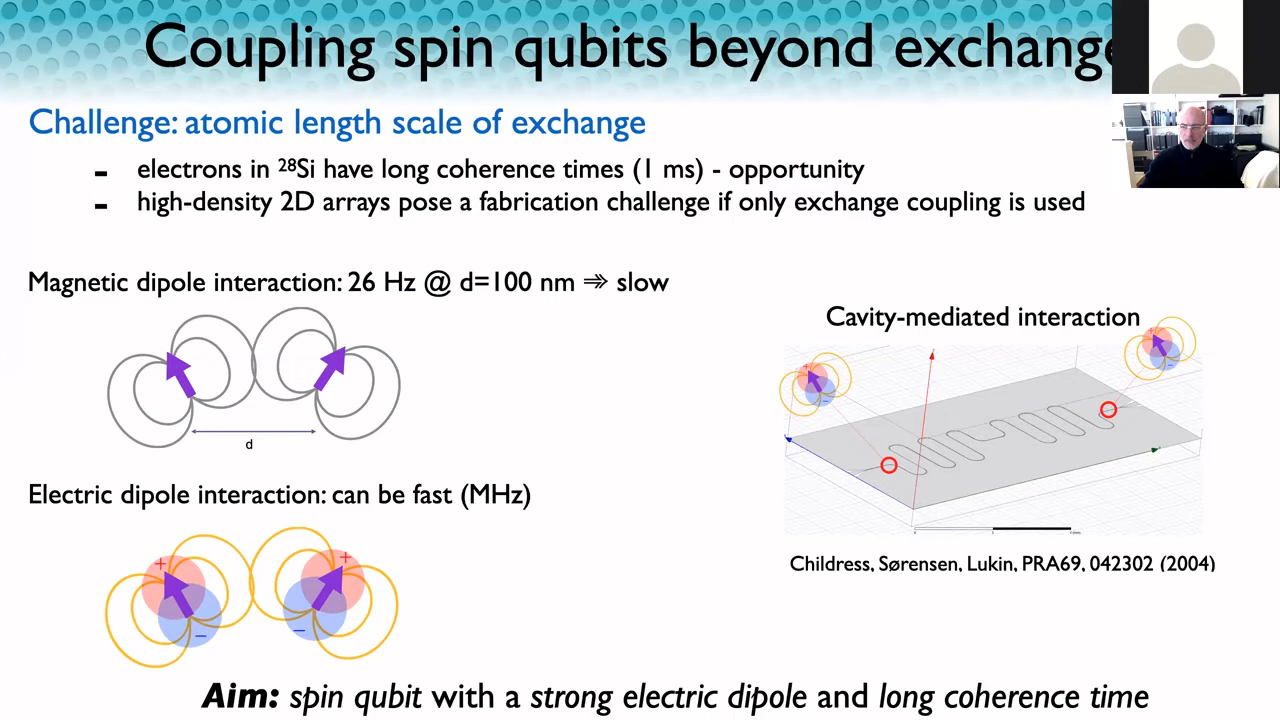 Coupling spin qubits beyond exchange
Challenge: atomic length scale of exchange
- electrons in ²⁸Si have long coherence times (1 ms) - opportunity
- high-density 2D arrays pose a fabrication challenge if only exchange coupling is used
Magnetic dipole interaction: 26 Hz @ d=100 nm ⇛ slow
d
Cavity-mediated interaction
+
−
+
−
Childress, Sørensen, Lukin, PRA69, 042302 (2004)
Electric dipole interaction: can be fast (MHz)
+
−
+
−
Aim: spin qubit with a strong electric dipole and long coherence time